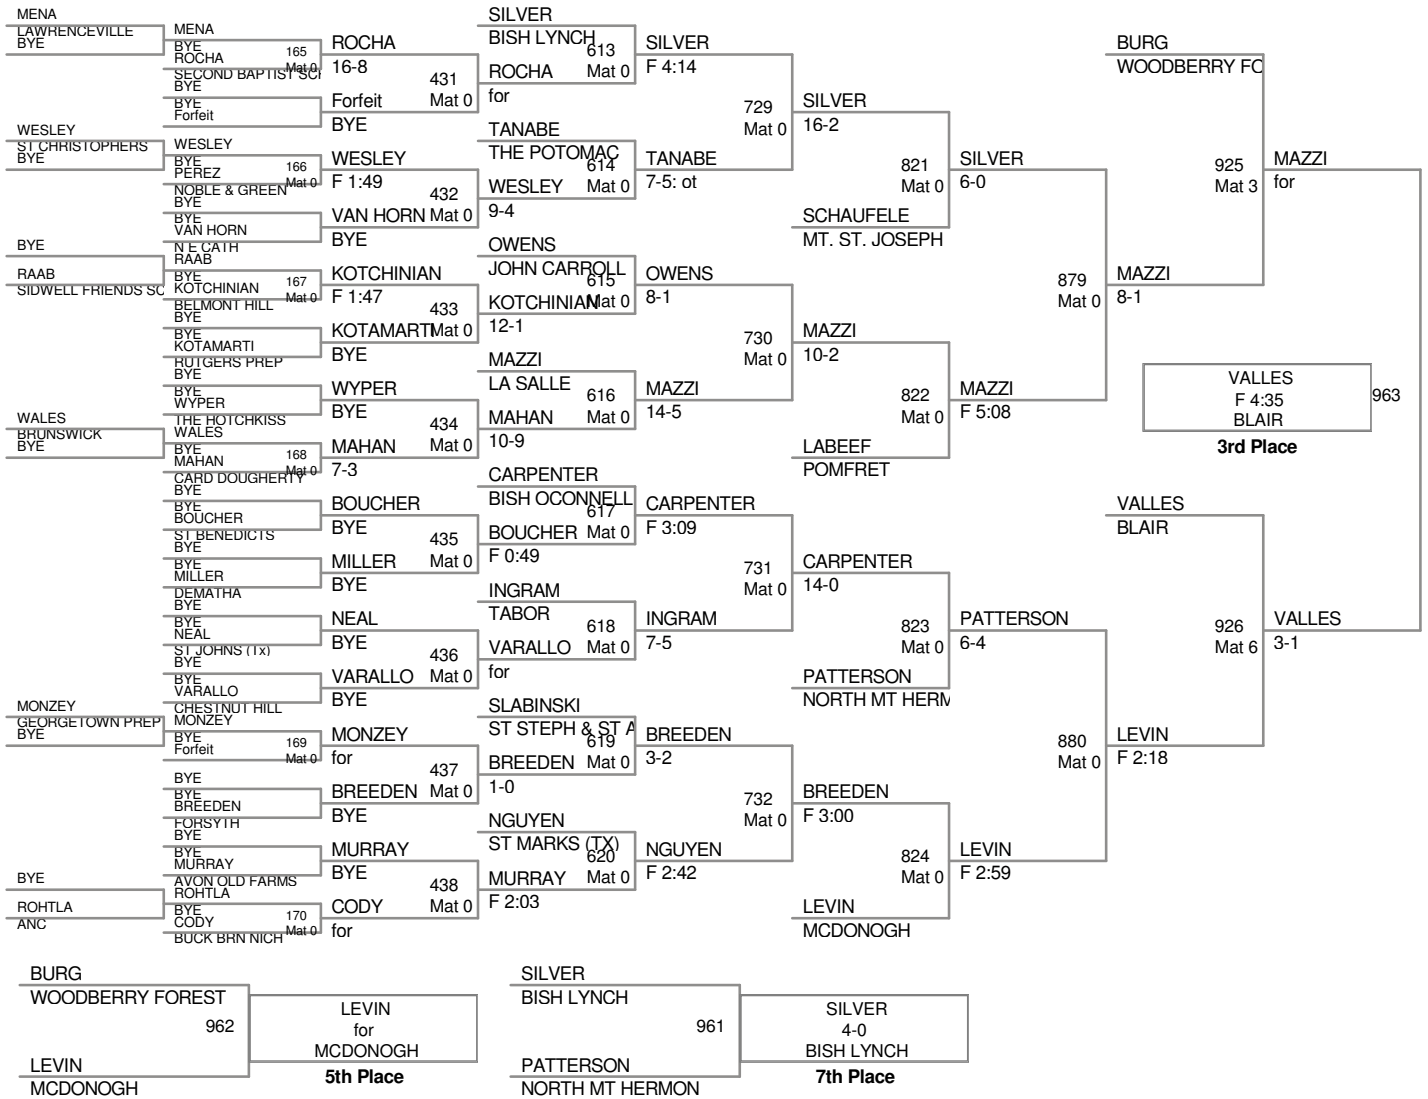 MENA
LAWRENCEVILLE
BYE
WESLEY
ST CHRISTOPHERS
BYE
BYE
RAAB
SIDWELL FRIENDS SC
WALES
BRUNSWICK
BYE
MONZEY
GEORGETOWN PREP
BYE
BYE
ROHTLA
ANC
MENA
BYE
ROCHA
165
Mat 0
SECOND BAPTIST SCH
BYE
BYE
Forfeit
WESLEY
BYE
PEREZ
166
Mat 0
NOBLE & GREEN
BYE
BYE
VAN HORN
N E CATH
RAAB
BYE
KOTCHINIAN
167
Mat 0
BELMONT HILL
BYE
BYE
KOTAMARTI
RUTGERS PREP
BYE
BYE
WYPER
THE HOTCHKISS
WALES
BYE
MAHAN
168
Mat 0
CARD DOUGHERTY
BYE
BYE
BOUCHER
ST BENEDICTS
BYE
BYE
MILLER
DEMATHA
BYE
BYE
NEAL
ST JOHNS (Tx)
BYE
BYE
VARALLO
CHESTNUT HILL
MONZEY
BYE
Forfeit
169
Mat 0
BYE
BYE
BREEDEN
FORSYTH
BYE
BYE
MURRAY
AVON OLD FARMS
ROHTLA
BYE
CODY
170
Mat 0
BUCK BRN NICH
ROCHA
16-8
431
Mat 0
Forfeit
BYE
WESLEY
F 1:49
432
Mat 0
VAN HORN
BYE
KOTCHINIAN
F 1:47
433
Mat 0
KOTAMARTI
BYE
WYPER
BYE
434
Mat 0
MAHAN
7-3
BOUCHER
BYE
435
Mat 0
MILLER
BYE
NEAL
BYE
436
Mat 0
VARALLO
BYE
MONZEY
for
437
Mat 0
BREEDEN
BYE
MURRAY
BYE
438
Mat 0
CODY
for
SILVER
BISH LYNCH
613
Mat 0
ROCHA
for
TANABE
THE POTOMAC
614
Mat 0
WESLEY
9-4
OWENS
JOHN CARROLL
615
Mat 0
KOTCHINIAN
12-1
MAZZI
LA SALLE
616
Mat 0
MAHAN
10-9
CARPENTER
BISH OCONNELL
617
Mat 0
BOUCHER
F 0:49
INGRAM
TABOR
618
Mat 0
VARALLO
for
SLABINSKI
ST STEPH & ST A
619
Mat 0
BREEDEN
1-0
NGUYEN
ST MARKS (TX)
620
Mat 0
MURRAY
F 2:03
SILVER
F 4:14
729
Mat 0
TANABE
7-5: ot
OWENS
8-1
730
Mat 0
MAZZI
14-5
CARPENTER
F 3:09
731
Mat 0
INGRAM
7-5
BREEDEN
3-2
732
Mat 0
NGUYEN
F 2:42
SILVER
16-2
821
Mat 0
SCHAUFELE
MT. ST. JOSEPH
MAZZI
10-2
822
Mat 0
LABEEF
POMFRET
CARPENTER
14-0
823
Mat 0
PATTERSON
NORTH MT HERM
BREEDEN
F 3:00
824
Mat 0
LEVIN
MCDONOGH
SILVER
6-0
879
Mat 0
MAZZI
F 5:08
PATTERSON
6-4
880
Mat 0
LEVIN
F 2:59
BURG
WOODBERRY FO
925
Mat 3
MAZZI
8-1
VALLES
BLAIR
926
Mat 6
LEVIN
F 2:18
MAZZI
for
VALLES
3-1
VALLES
F 4:35
BLAIR
963
3rd Place
BURG
WOODBERRY FOREST
962
LEVIN
MCDONOGH
LEVIN
for
MCDONOGH
5th Place
SILVER
BISH LYNCH
961
PATTERSON
NORTH MT HERMON
SILVER
4-0
BISH LYNCH
7th Place